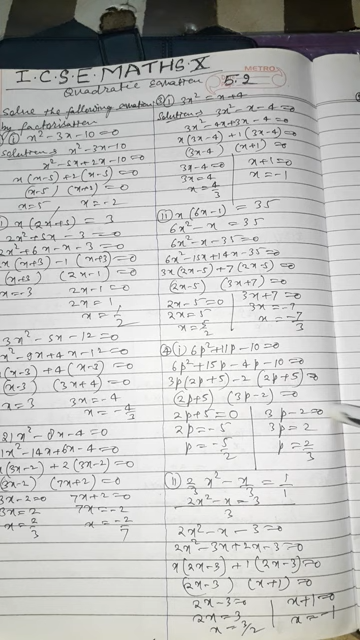 I.C.S.E. MATHS. X
METRO
Quadratic Equation 5.2
Solve the following equation
by factorisation
① x² - 3x - 10 = 0
Solution → x² - 3x - 10
x² - 5x + 2x - 10 = 0
x(x-5) + 2(x-5) = 0
(x-5) (x+2) = 0
x = 5 x = -2
x(2x+5) = 3
2x² + 5x - 3 = 0
2x² + 6x - x - 3 = 0
2x(x+3) - 1(x+3) = 0
(x+3) (2x-1) = 0
x = -3 2x - 1 = 0
2x = 1
x = 1/2
3x² - 5x - 12 = 0
3x² - 9x + 4x - 12 = 0
3x(x-3) + 4(x-3) = 0
(x-3) (3x+4) = 0
x = 3 3x = -4
x = -4/3
21x² - 8x - 4 = 0
21x² - 14x + 6x - 4 = 0
7x(3x-2) + 2(3x-2) = 0
(3x-2) (7x+2) = 0
3x - 2 = 0 7x + 2 = 0
3x = 2 7x = -2
x = 2/3 x = -2/7
① 3x² = x + 4
Solution → 3x² - x - 4 = 0
3x² - 4x + 3x - 4 = 0
x(3x-4) + 1(3x-4) = 0
(3x-4) (x+1) = 0
3x - 4 = 0 x + 1 = 0
3x = 4 x = -1
x = 4/3
ii) x(6x-1) = 35
6x² - x = 35
6x² - x - 35 = 0
6x² - 15x + 14x - 35 = 0
3x(2x-5) + 7(2x-5) = 0
(2x-5) (3x+7) = 0
2x - 5 = 0 3x + 7 = 0
2x = 5 3x = -7
x = 5/2 x = -7/3
④ i) 6p² + 11p - 10 = 0
6p² + 15p - 4p - 10 = 0
3p(2p+5) - 2(2p+5) = 0
(2p+5) (3p-2) = 0
2p + 5 = 0 3p - 2 = 0
2p = -5 3p = 2
p = -5/2 p = 2/3
ii) 2/3 x² - x/3 = 1/1
2x² - x = 3
3
2x² - x - 3 = 0
2x² - 3x + 2x - 3 = 0
x(2x-3) + 1(2x-3) = 0
(2x-3) (x+1) = 0
2x - 3 = 0 x + 1 = 0
2x = 3 x = -1
x = 3/2